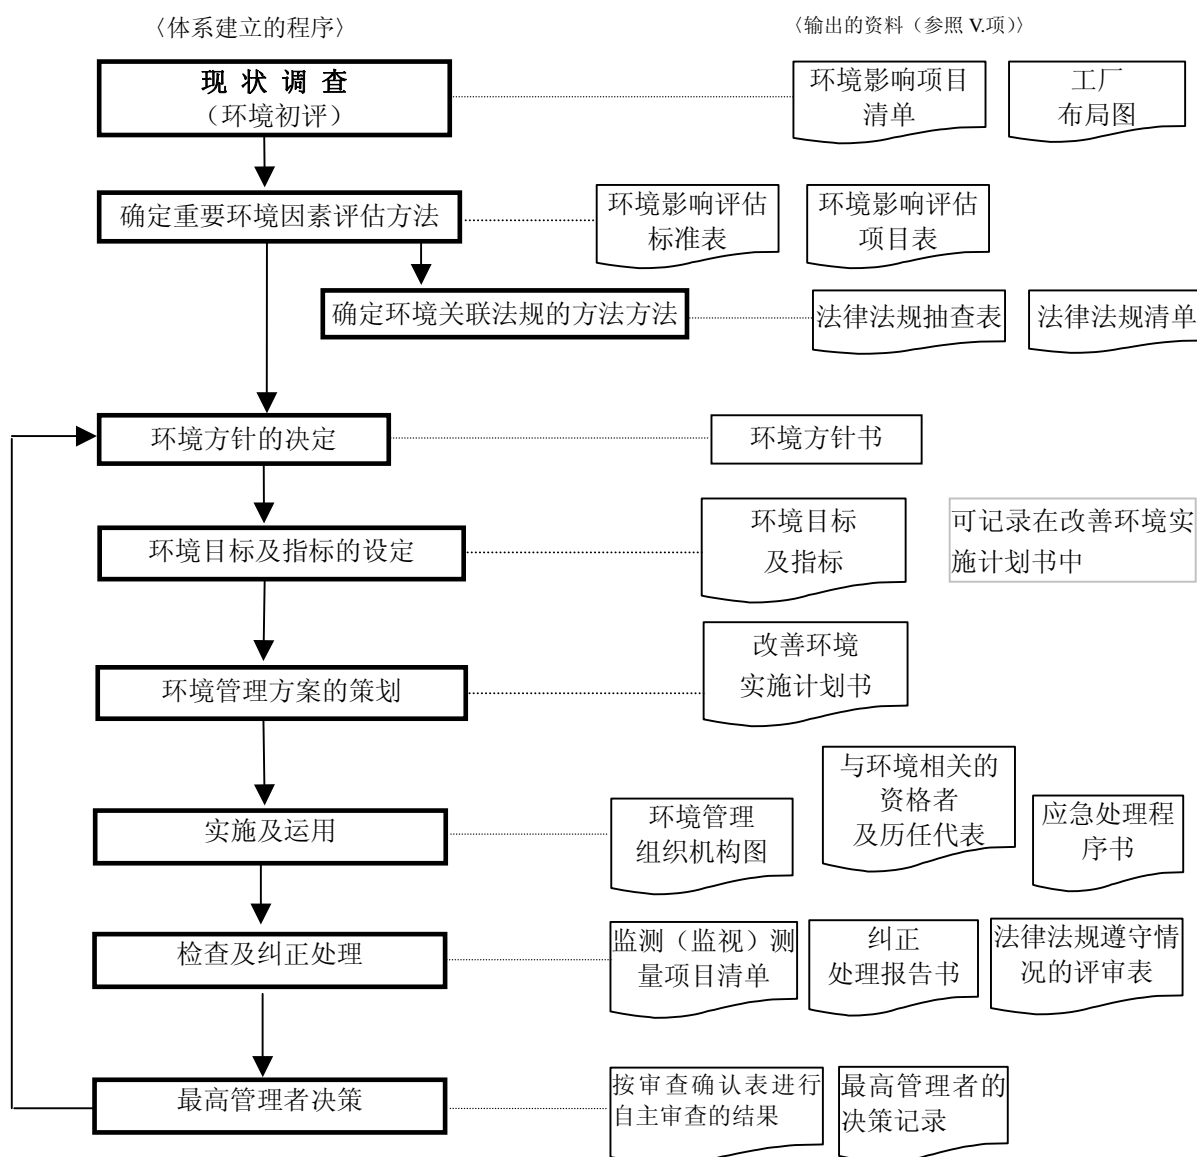 〈体系建立的程序〉
〈输出的资料（参照 V.项）〉
现 状 调 查
（环境初评）
环境影响项目
清单
工厂
布局图
确定重要环境因素评估方法
环境影响评估
标准表
环境影响评估
项目表
确定环境关联法规的方法方法
法律法规抽查表
法律法规清单
环境方针的决定
环境方针书
环境目标及指标的设定
环境目标
及指标
可记录在改善环境实
施计划书中
环境管理方案的策划
改善环境
实施计划书
实施及运用
环境管理
组织机构图
与环境相关的
资格者
及历任代表
应急处理程
序书
检查及纠正处理
监测（监视）测
量项目清单
纠正
处理报告书
法律法规遵守情
况的评审表
最高管理者决策
按审查确认表进行
自主审查的结果
最高管理者的
决策记录